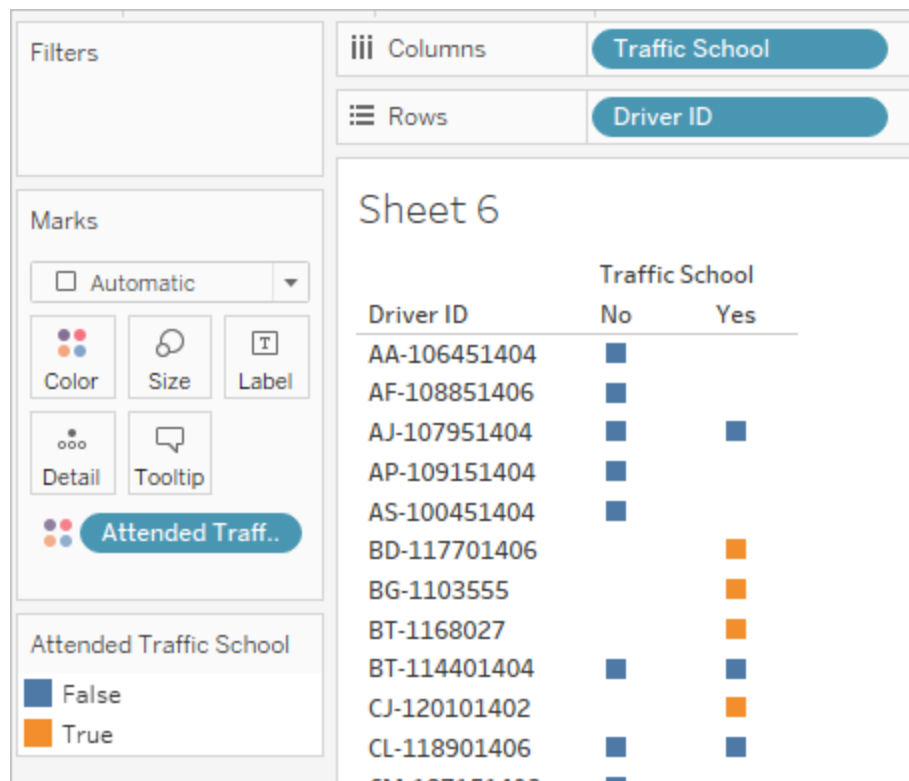 Filters
Columns
Traffic School
Rows
Driver ID
Marks
Automatic
Color
Size
T
Label
Detail
Tooltip
Attended Traff..
Attended Traffic School
False
True
Sheet 6
Traffic School
Driver ID No Yes
AA-106451404
AF-108851406
AJ-107951404
AP-109151404
AS-100451404
BD-117701406
BG-1103555
BT-1168027
BT-114401404
CJ-120101402
CL-118901406